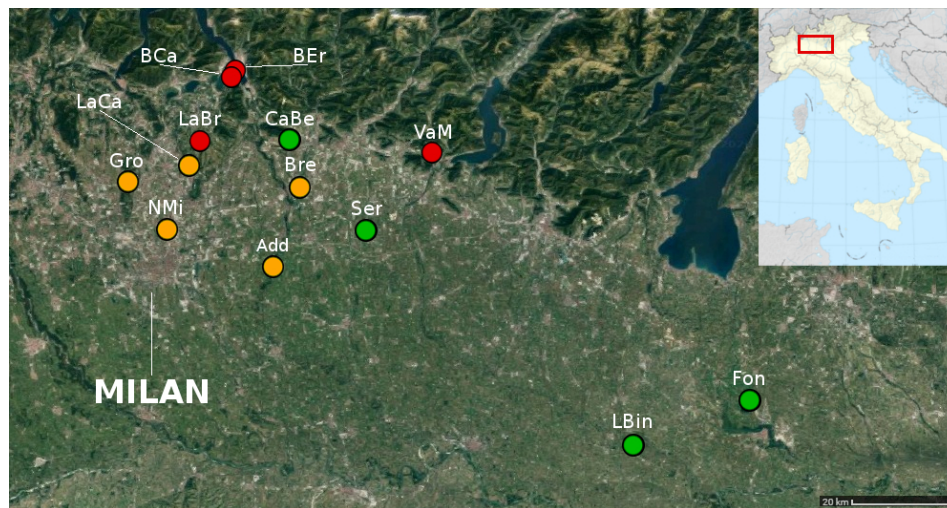 BCa
BEr
LaCa
LaBr
CaBe
VaM
Gro
Bre
NMi
Ser
Add
MILAN
Fon
LBin
20 km